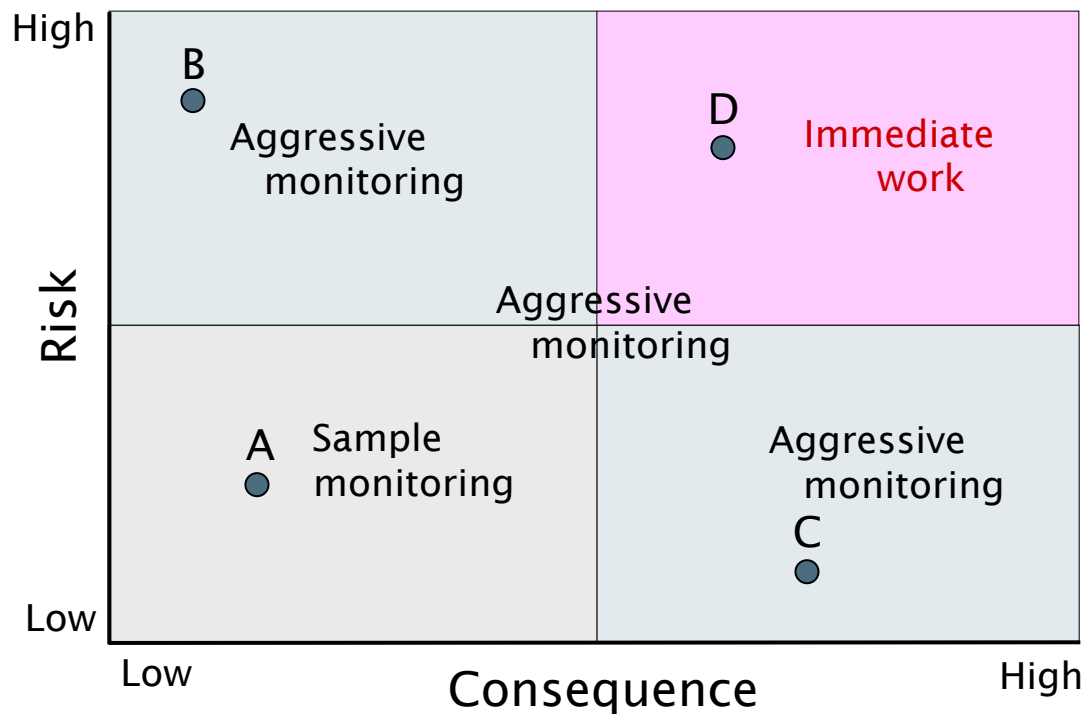 High
B
D
Aggressive
monitoring
Immediate
work
Aggressive
monitoring
Risk
A
Sample
monitoring
Aggressive
monitoring
C
Low
Low
Consequence
High